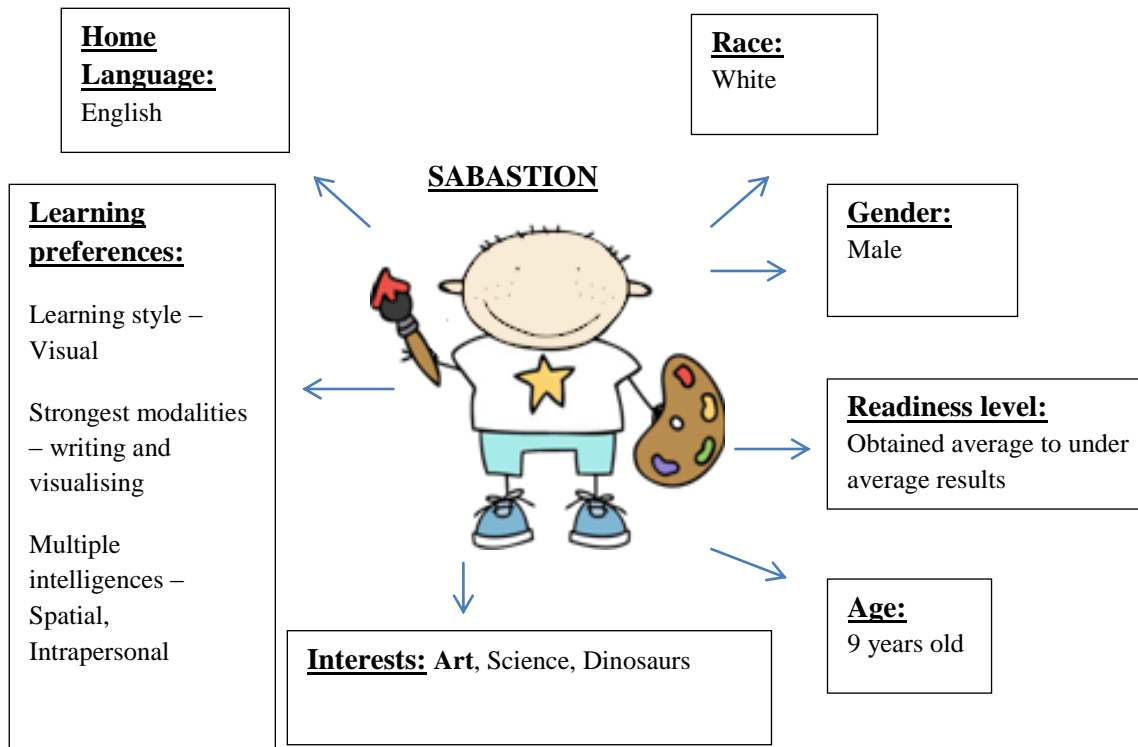 Home
Language:
English
Race:
White
SABASTION
Learning
preferences:
Learning style –
Visual
Strongest modalities
– writing and
visualising
Multiple
intelligences –
Spatial,
Intrapersonal
Gender:
Male
Readiness level:
Obtained average to under
average results
Age:
9 years old
Interests: Art, Science, Dinosaurs